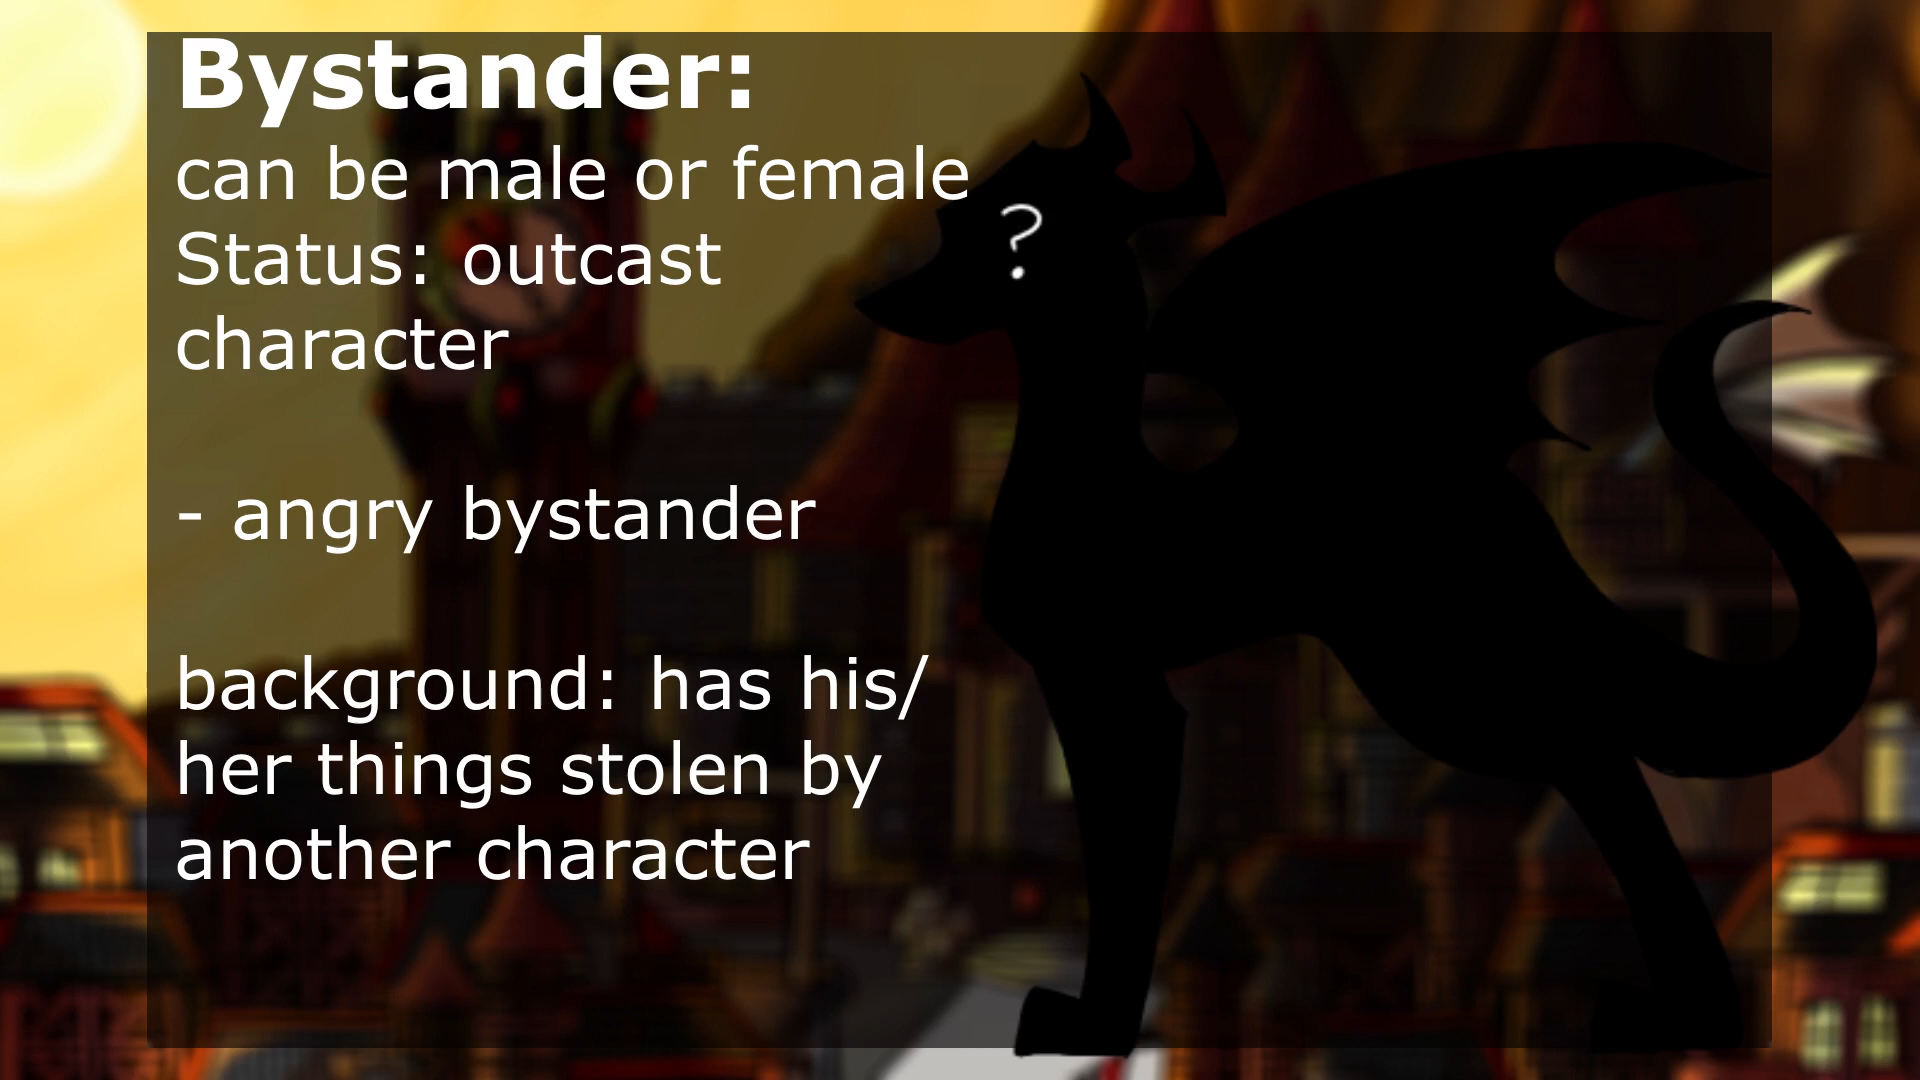 Bystander:
can be male or female
Status: outcast
character
- angry bystander
background: has his/
her things stolen by
another character
?